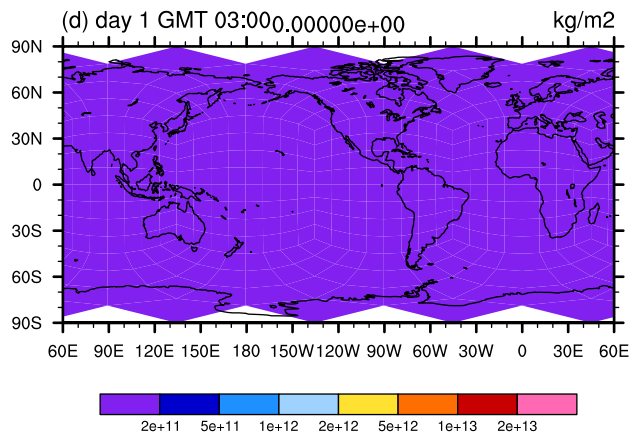 (d) day 1 GMT 03:00 0.00000e+00 kg/m2
90N
60N
30N
0
30S
60S
90S
60E 90E 120E 150E 180 150W 120W 90W 60W 30W 0 30E 60E
2e+11 5e+11 1e+12 2e+12 5e+12 1e+13 2e+13